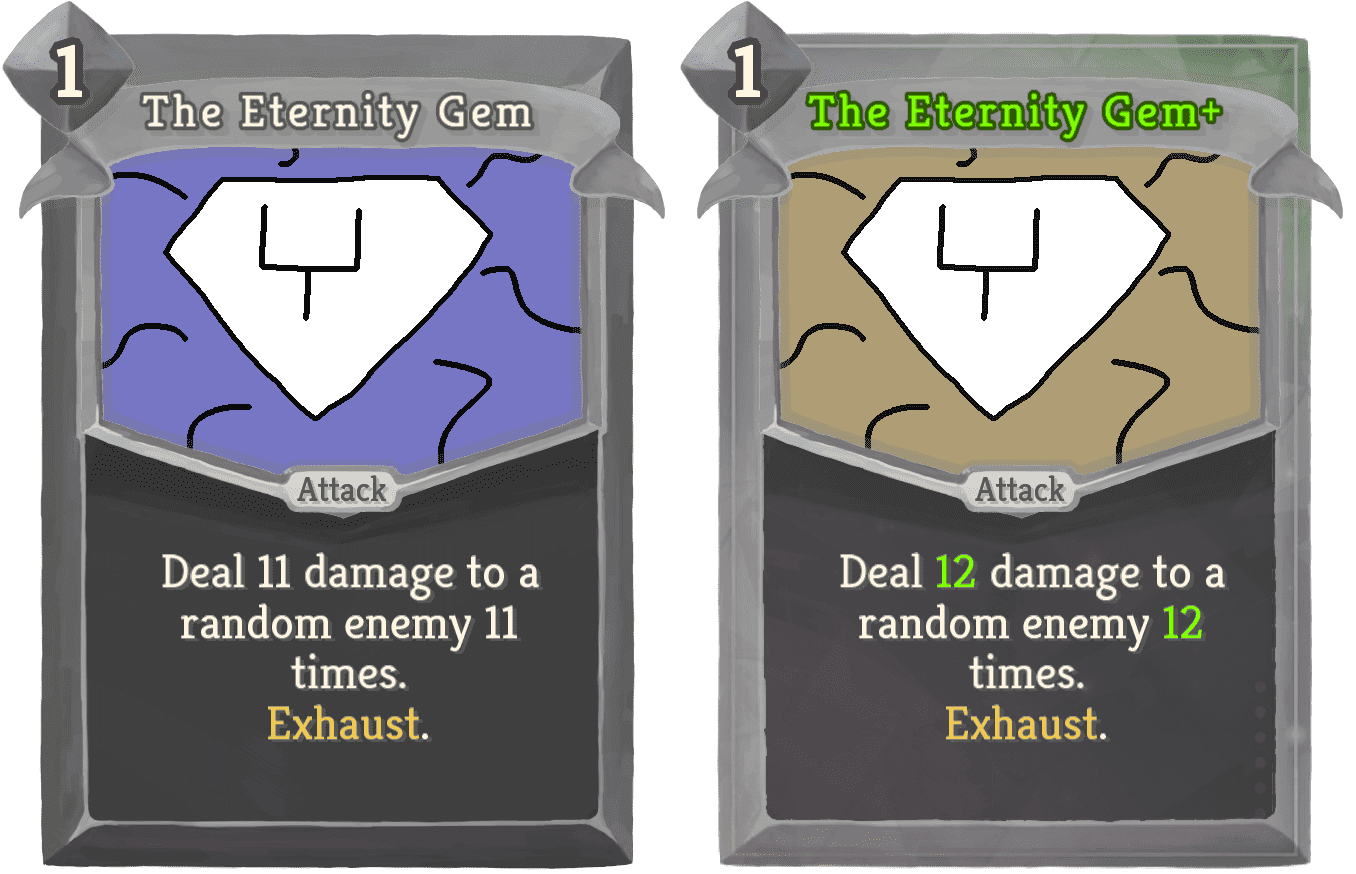 1
The Eternity Gem
Attack
Deal 11 damage to a
random enemy 11
times.
Exhaust.
1
The Eternity Gem+
Attack
Deal 12 damage to a
random enemy 12
times.
Exhaust.